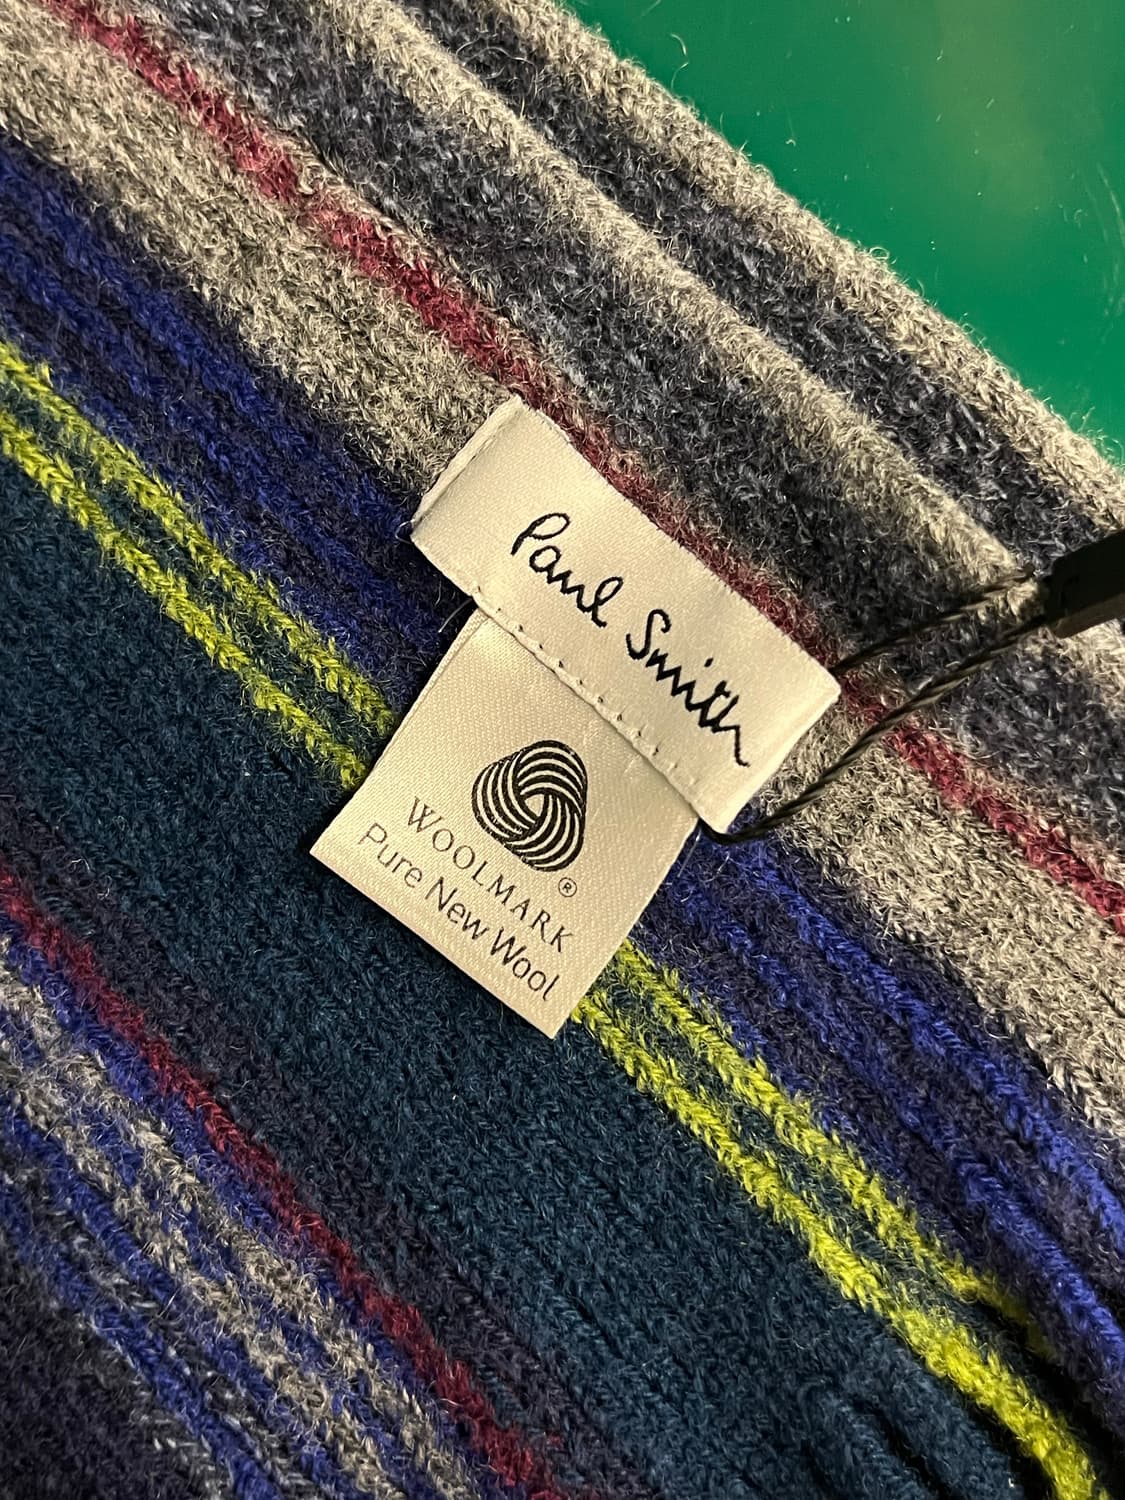 Paul Smith
WOOLMARK
®
Pure New Wool